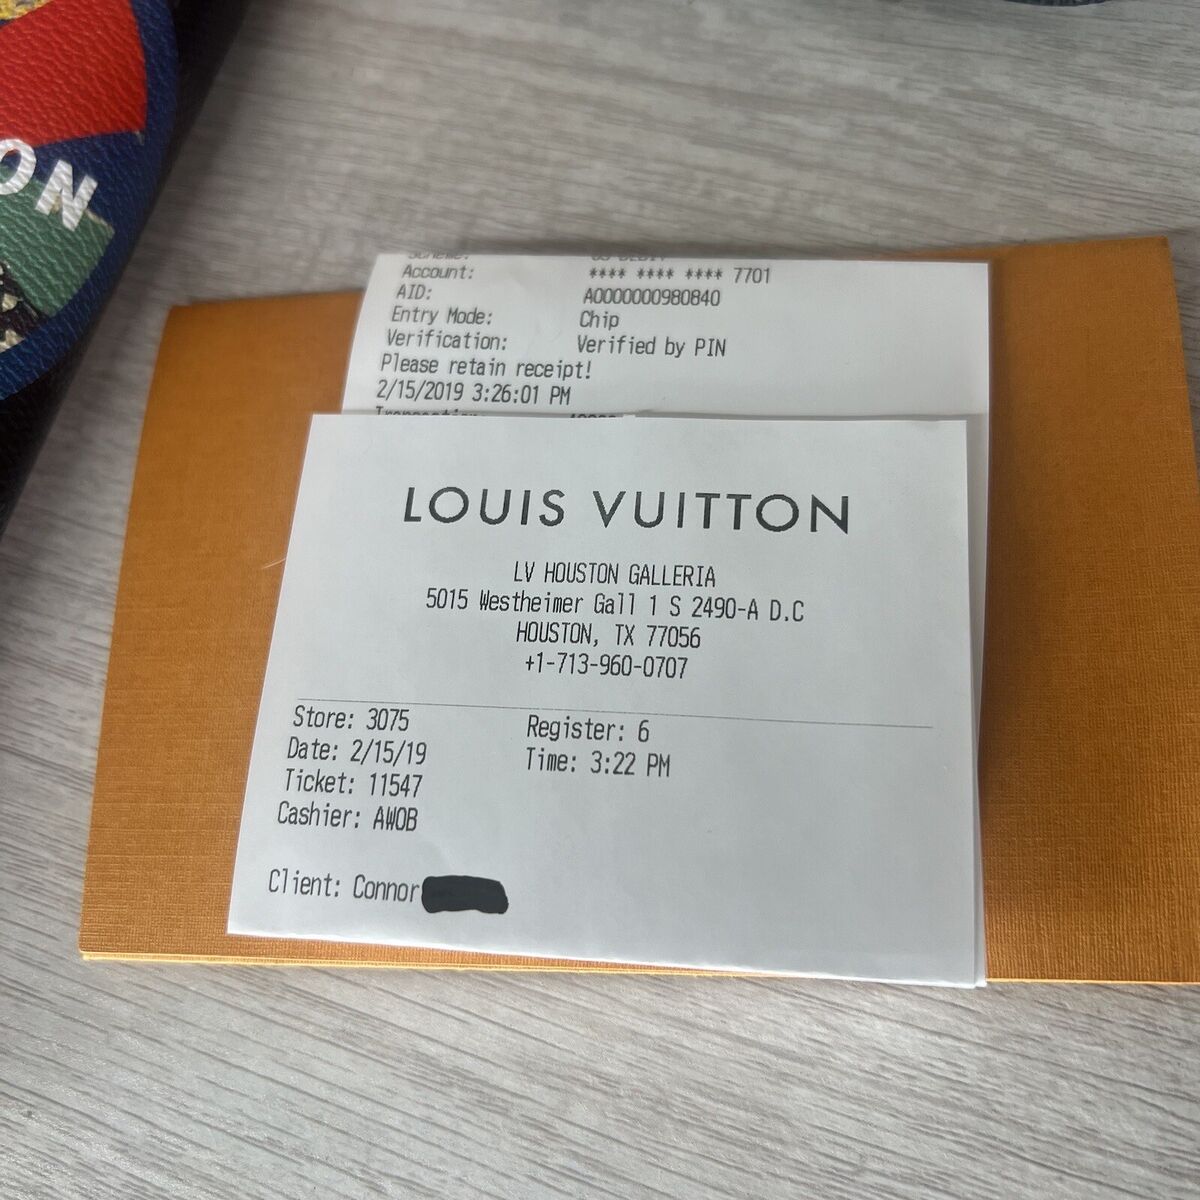 ON
Account: **** **** **** 7701
AID: A0000000980840
Entry Mode: Chip
Verification: Verified by PIN
Please retain receipt!
2/15/2019 3:26:01 PM
LOUIS VUITTON
LV HOUSTON GALLERIA
5015 Westheimer Gall 1 S 2490-A D.C
HOUSTON, TX 77056
+1-713-960-0707
Store: 3075 Register: 6
Date: 2/15/19 Time: 3:22 PM
Ticket: 11547
Cashier: AWOB
Client: Connor